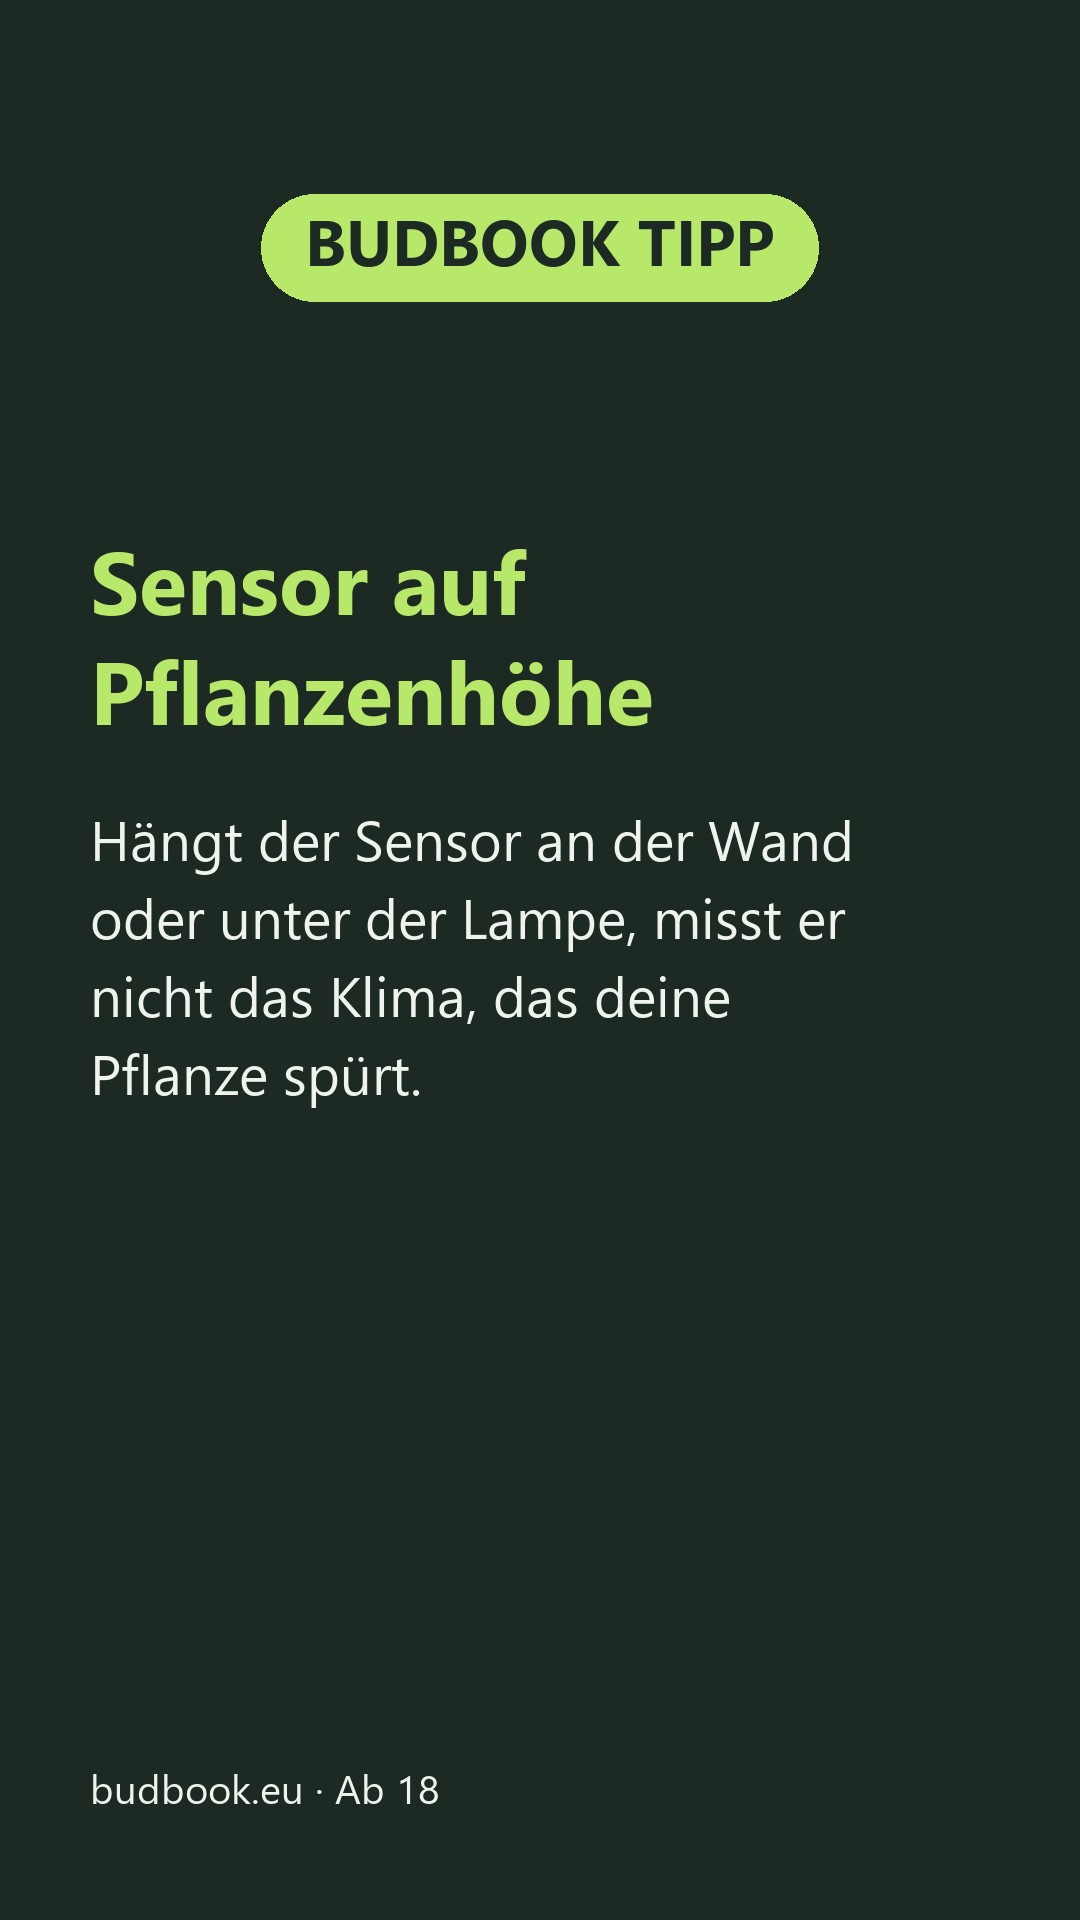 BUDBOOK TIPP
Sensor auf
Pflanzenhöhe
Hängt der Sensor an der Wand
oder unter der Lampe, misst er
nicht das Klima, das deine
Pflanze spürt.
budbook.eu · Ab 18